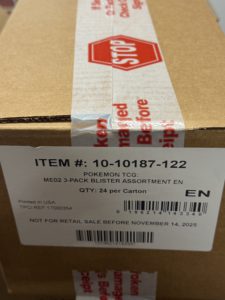 STOP
ITEM #: 10-10187-122
POKEMON TCG:
ME02 3-PACK BLISTER ASSORTMENT EN
QTY: 24 per Carton
EN
Printed in USA
NOT FOR RETAIL SALE BEFORE NOVEMBER 14, 2025